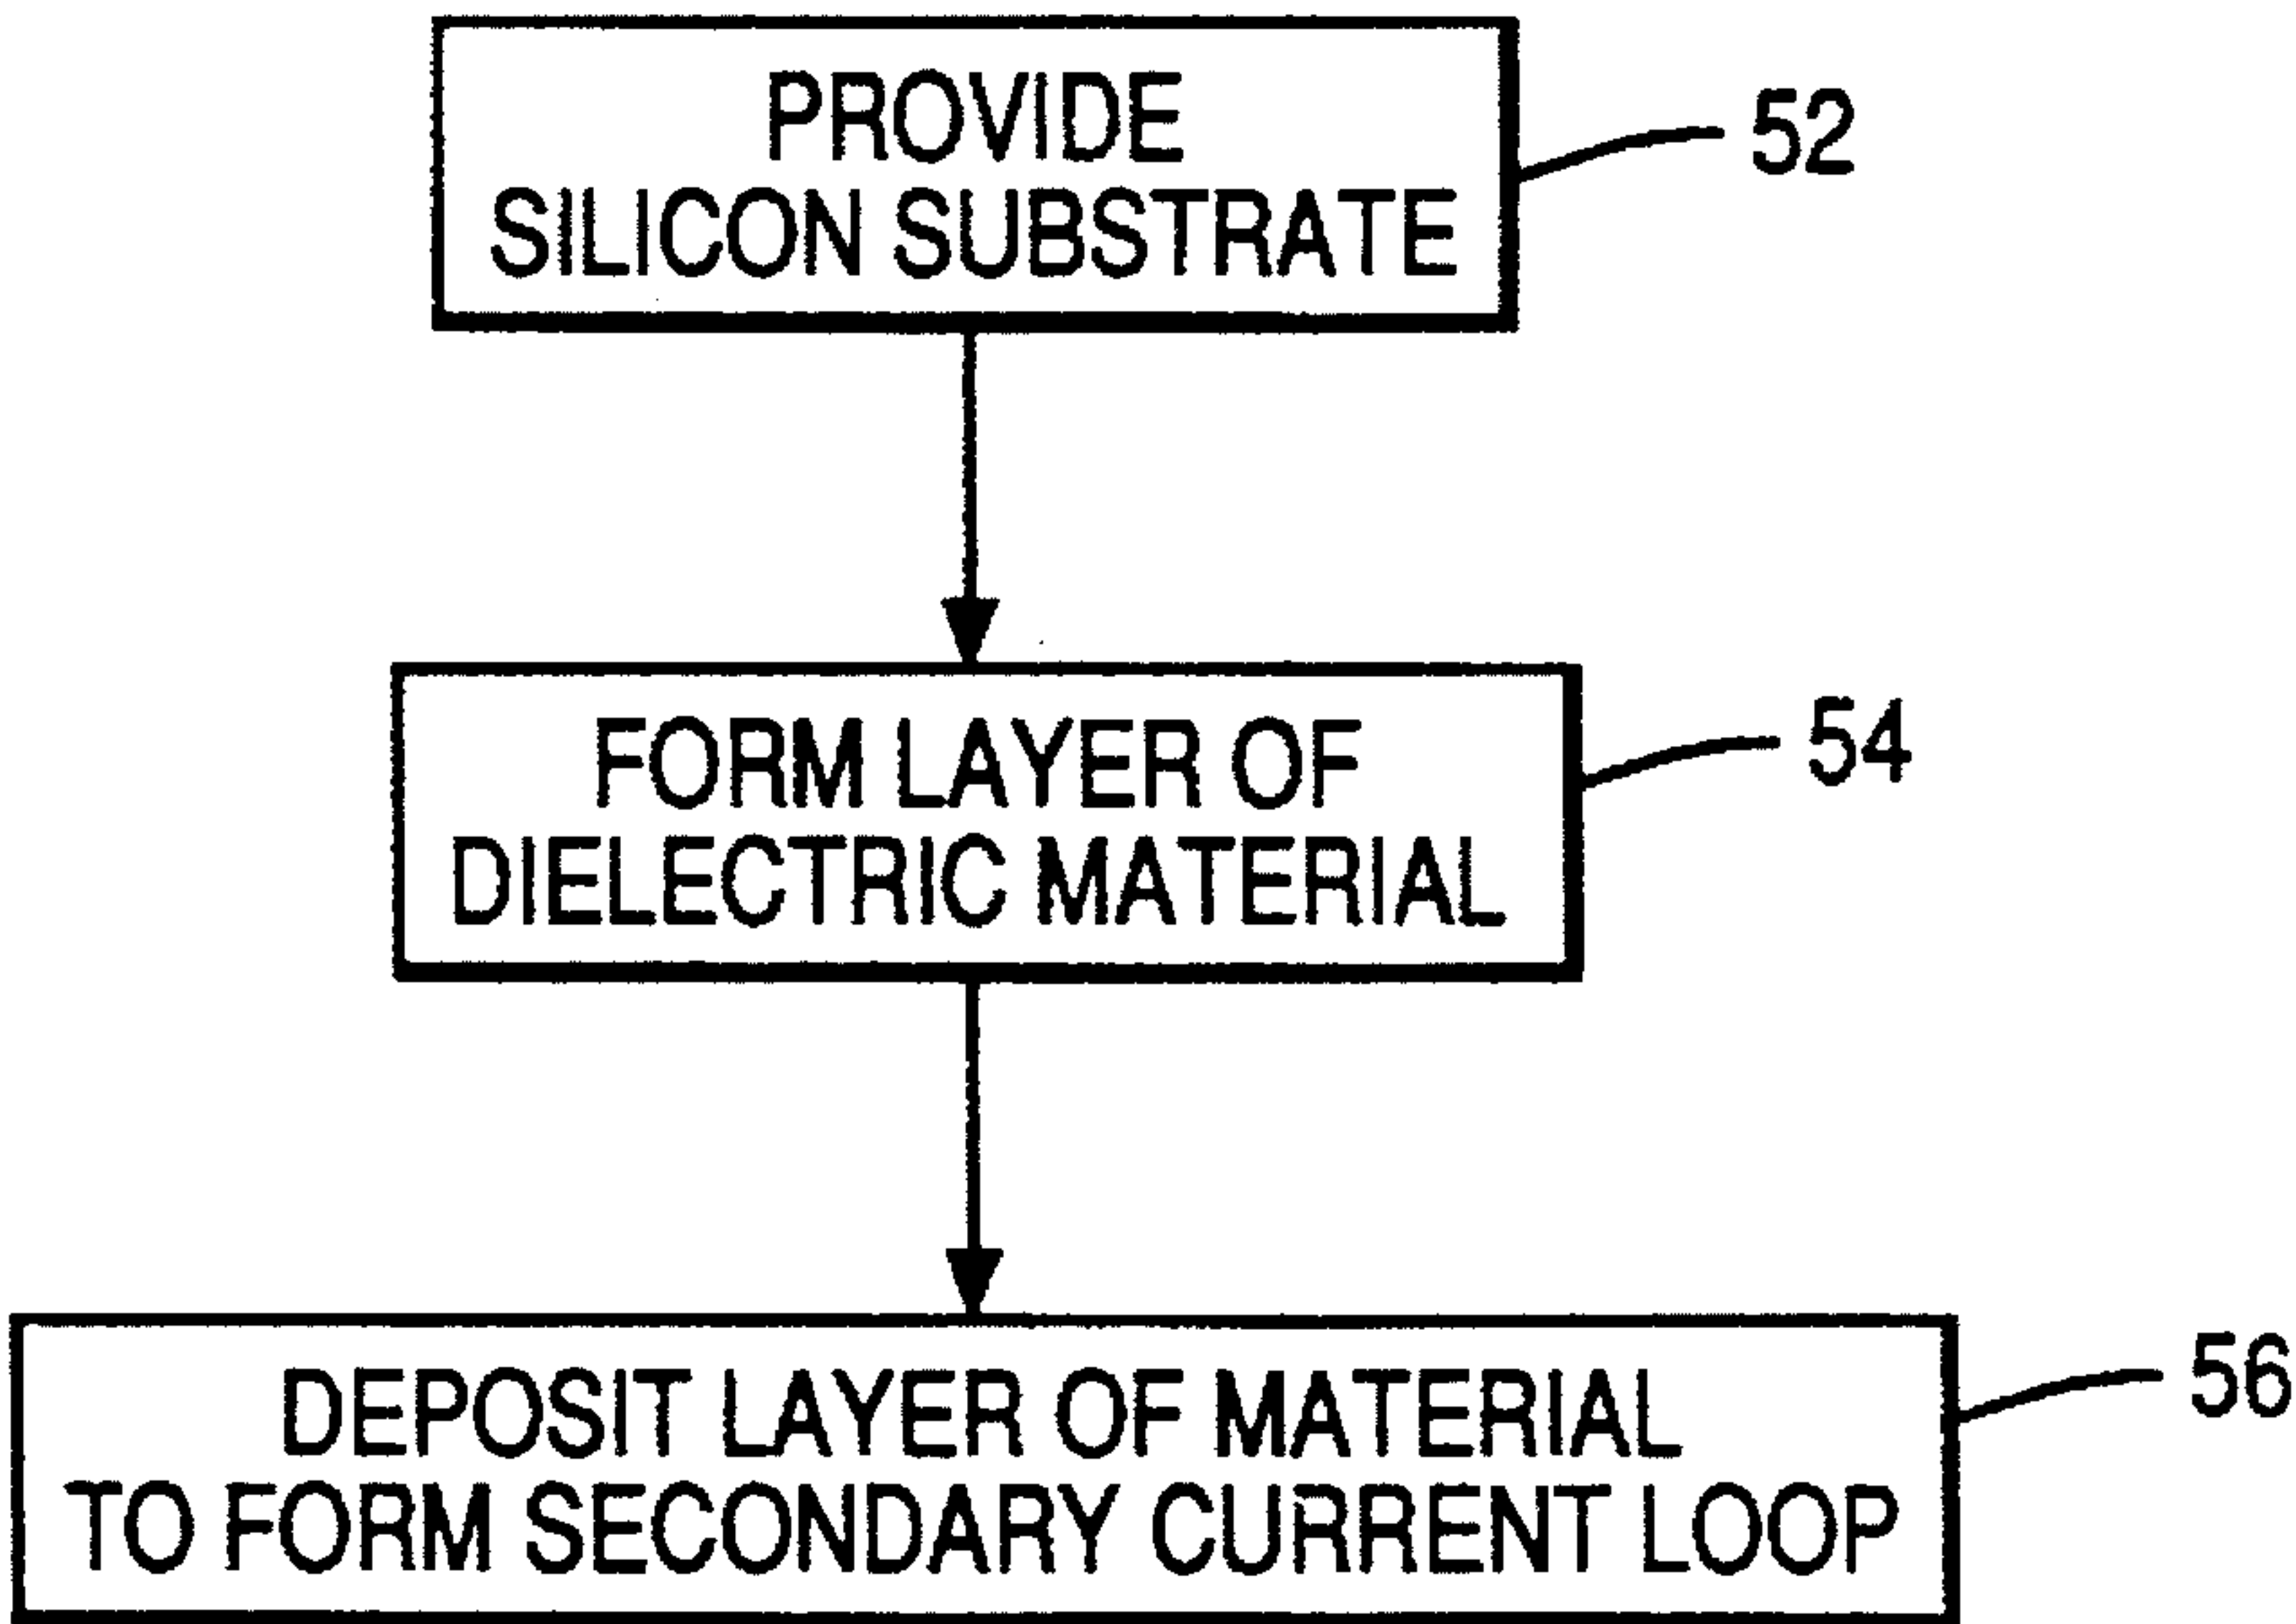 PROVIDE
SILICON SUBSTRATE
52
FORM LAYER OF
DIELECTRIC MATERIAL
54
DEPOSIT LAYER OF MATERIAL
TO FORM SECONDARY CURRENT LOOP
56